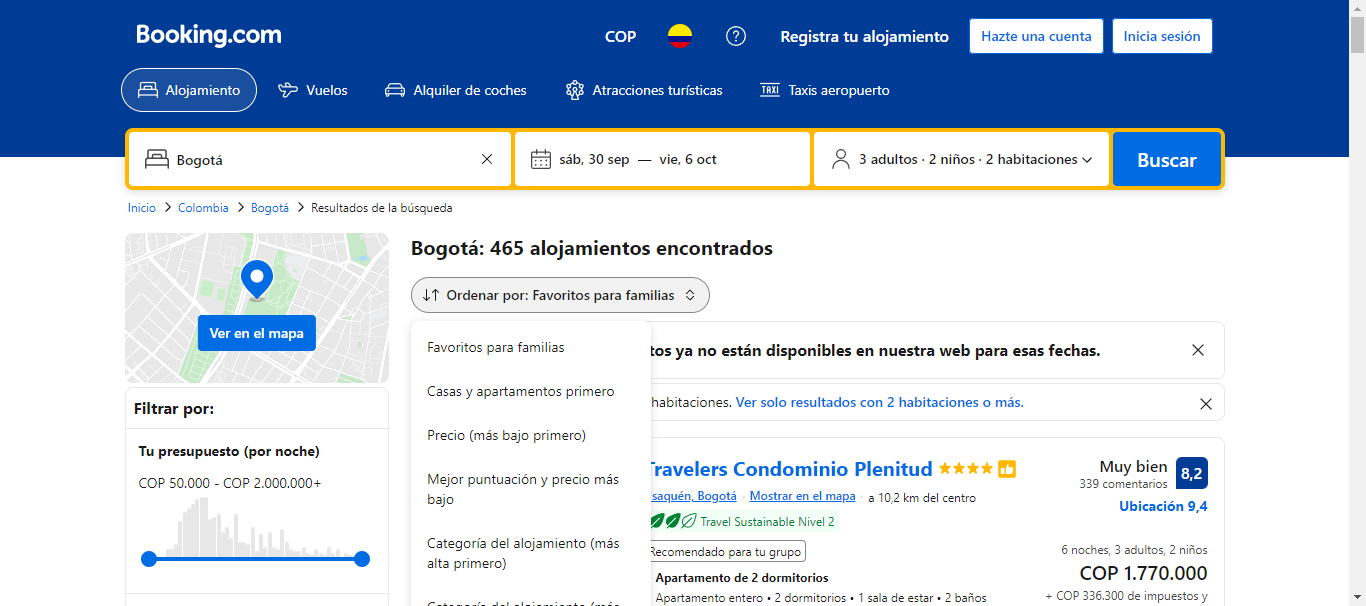 Booking.com
COP
Registra tu alojamiento
Hazte una cuenta
Inicia sesión
Alojamiento
Vuelos
Alquiler de coches
Atracciones turísticas
TAXI
Taxis aeropuerto
Bogotá
sáb, 30 sep — vie, 6 oct
3 adultos · 2 niños · 2 habitaciones
Buscar
Inicio
Colombia
Bogotá
Resultados de la búsqueda
Ver en el mapa
Filtrar por:
Tu presupuesto (por noche)
COP 50.000 - COP 2.000.000+
Bogotá: 465 alojamientos encontrados
Ordenar por: Favoritos para familias
Favoritos para familias
Casas y apartamentos primero
Precio (más bajo primero)
Mejor puntuación y precio más
bajo
Categoría del alojamiento (más
alta primero)
ya no están disponibles en nuestra web para esas fechas.
habitaciones. Ver solo resultados con 2 habitaciones o más.
Travelers Condominio Plenitud
Bogotá · Mostrar en el mapa · a 10,2 km del centro
Travel Sustainable Nivel 2
Recomendado para tu grupo
Apartamento de 2 dormitorios
Apartamento entero • 2 dormitorios • 1 sala de estar • 2 baños
Muy bien
339 comentarios
8,2
Ubicación 9,4
6 noches, 3 adultos, 2 niños
COP 1.770.000
+ COP 336.300 de impuestos y